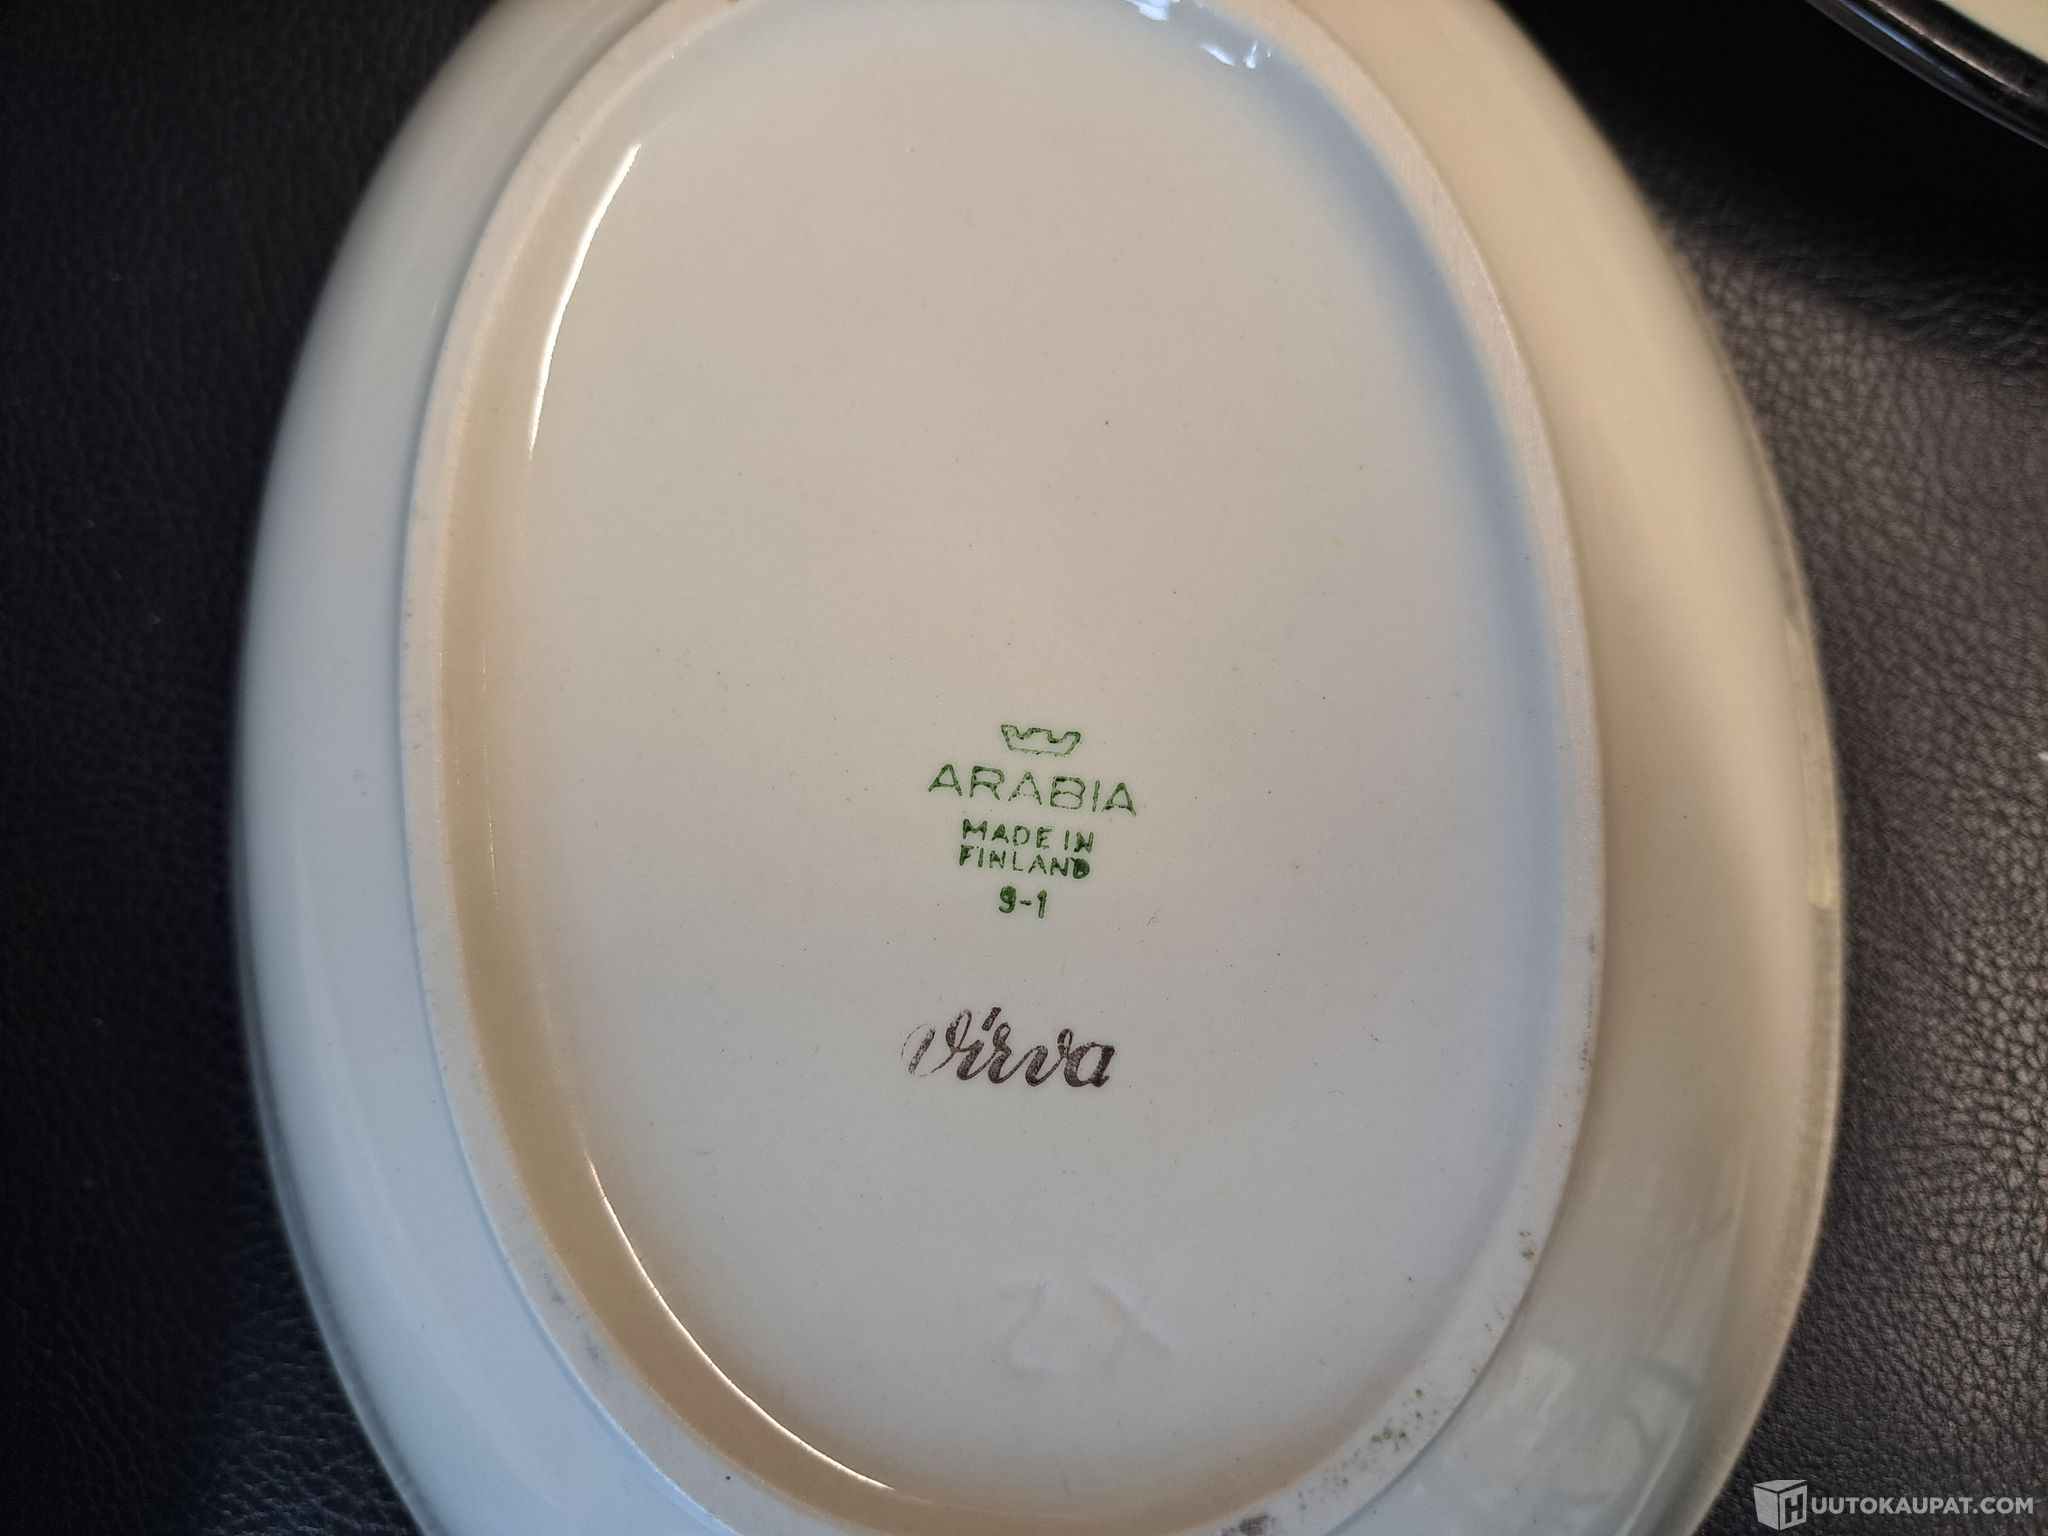 ARABIA
MADE IN
FINLAND
9-1
Virva
HUUTOKAUPAT.COM